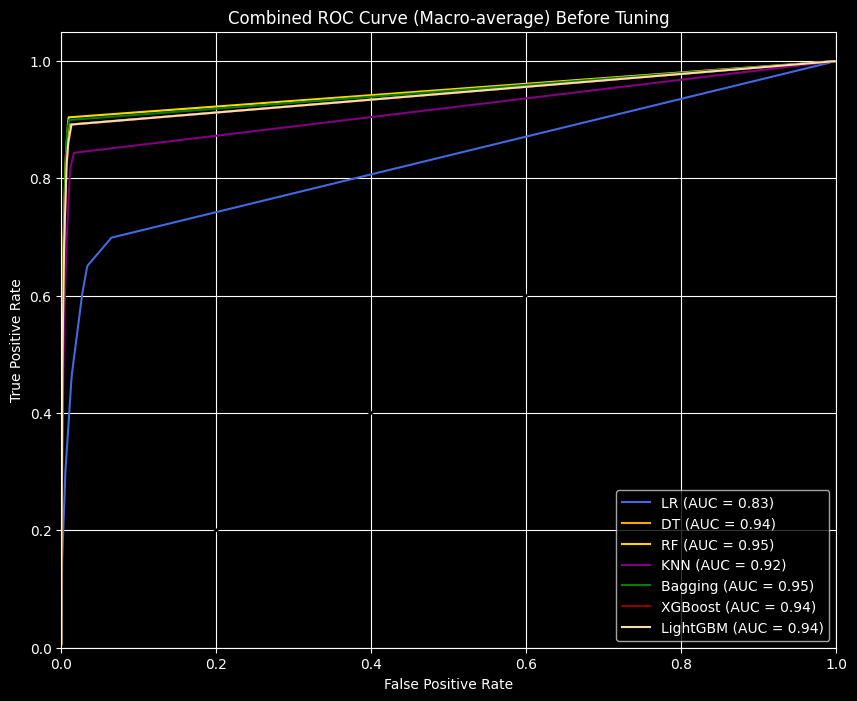 Combined ROC Curve (Macro-average) Before Tuning
1.0
0.8
0.6
0.4
0.2
0.0
True Positive Rate
LR (AUC = 0.83)
DT (AUC = 0.94)
RF (AUC = 0.95)
KNN (AUC = 0.92)
Bagging (AUC = 0.95)
XGBoost (AUC = 0.94)
LightGBM (AUC = 0.94)
0.0 0.2 0.4 0.6 0.8 1.0
False Positive Rate